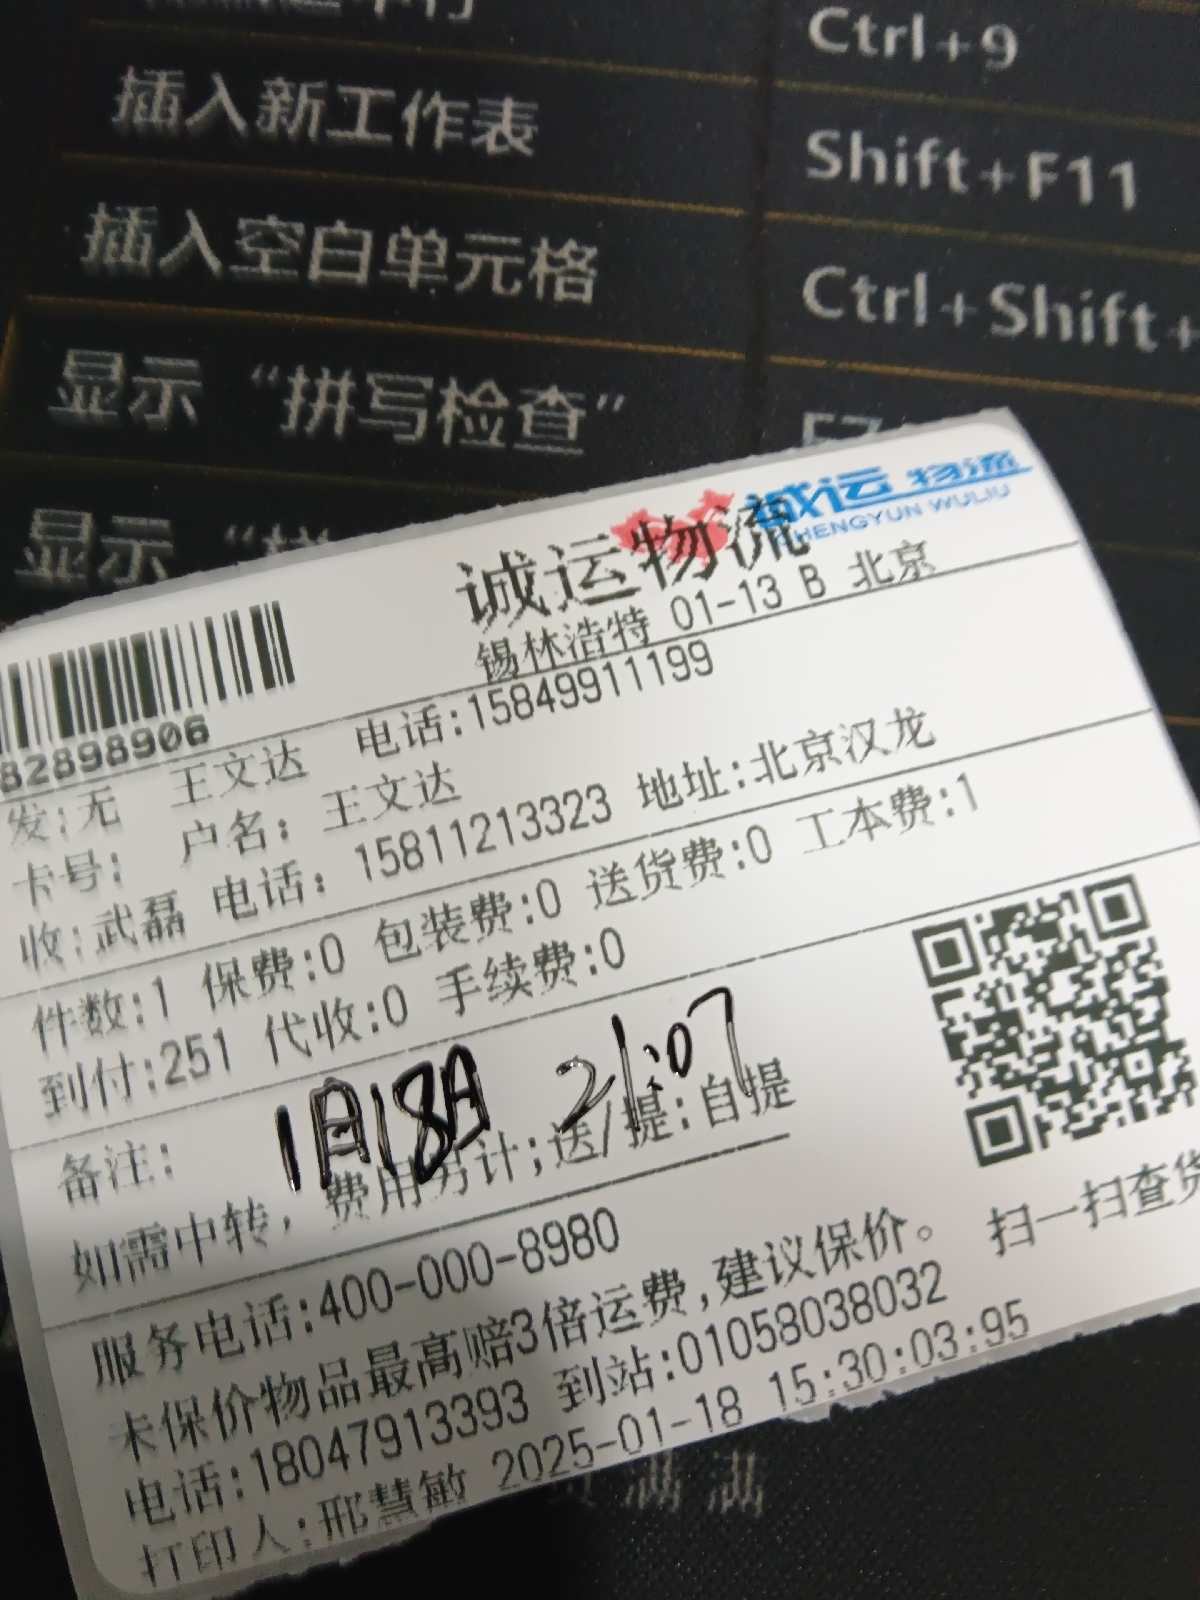 Ctrl+9
插入新工作表
Shift+F11
插入空白单元格
Ctrl+Shift+
显示“拼写检查”
显示
诚运物流
CHENGYUN WULIU
诚运物流
锡林浩特 01-13 B 北京
82898906
发:无 王文达 电话:15849911199
卡号: 户名: 王文达
收:武磊 电话: 15811213323 地址:北京汉龙
件数:1 保费:0 包装费:0 送货费:0 工本费:1
到付:251 代收:0 手续费:0
备注:
1月18日 21:07
如需中转，费用另计;送/提:自提
服务电话:400-000-8980
未保价物品最高赔3倍运费,建议保价。
扫一扫查货
电话:18047913393 到站:01058038032
打印人:邢慧敏 2025-01-18 15:30:03:95